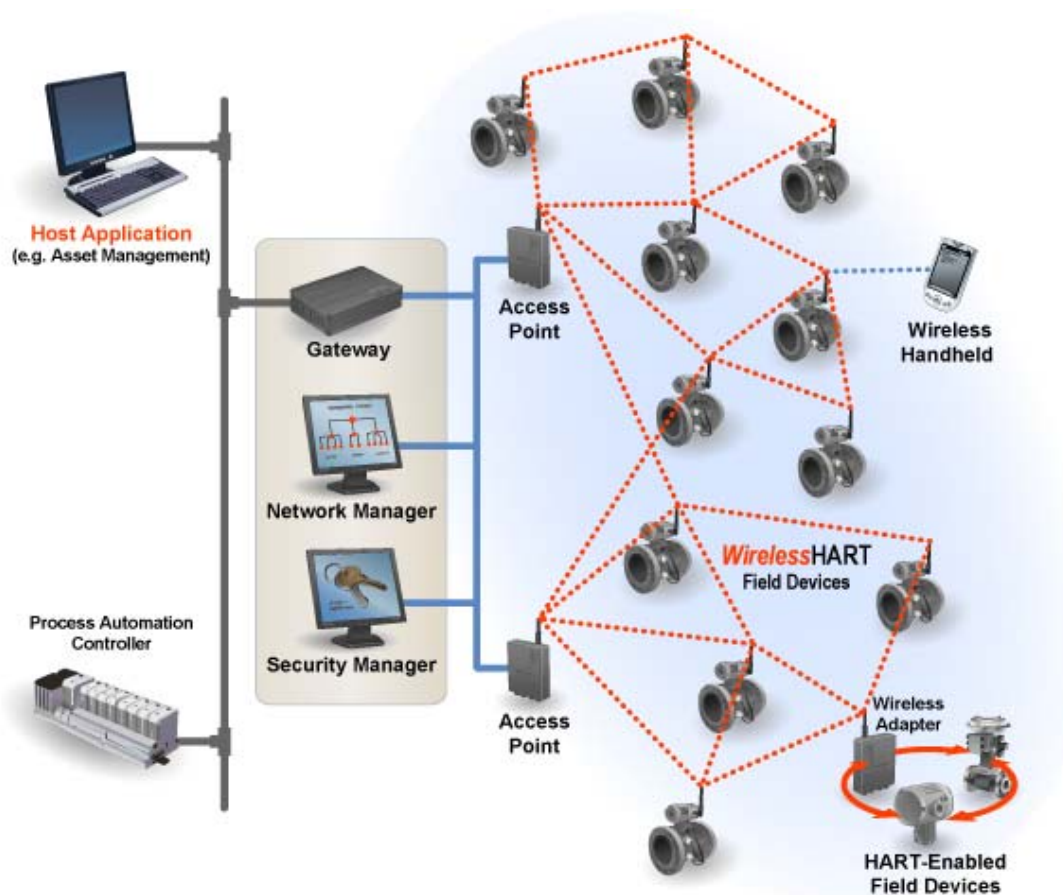 Host Application
(e.g. Asset Management)
Gateway
Network Manager
Security Manager
Process Automation
Controller
Access
Point
Wireless
Handheld
WirelessHART
Field Devices
Access
Point
Wireless
Adapter
HART-Enabled
Field Devices